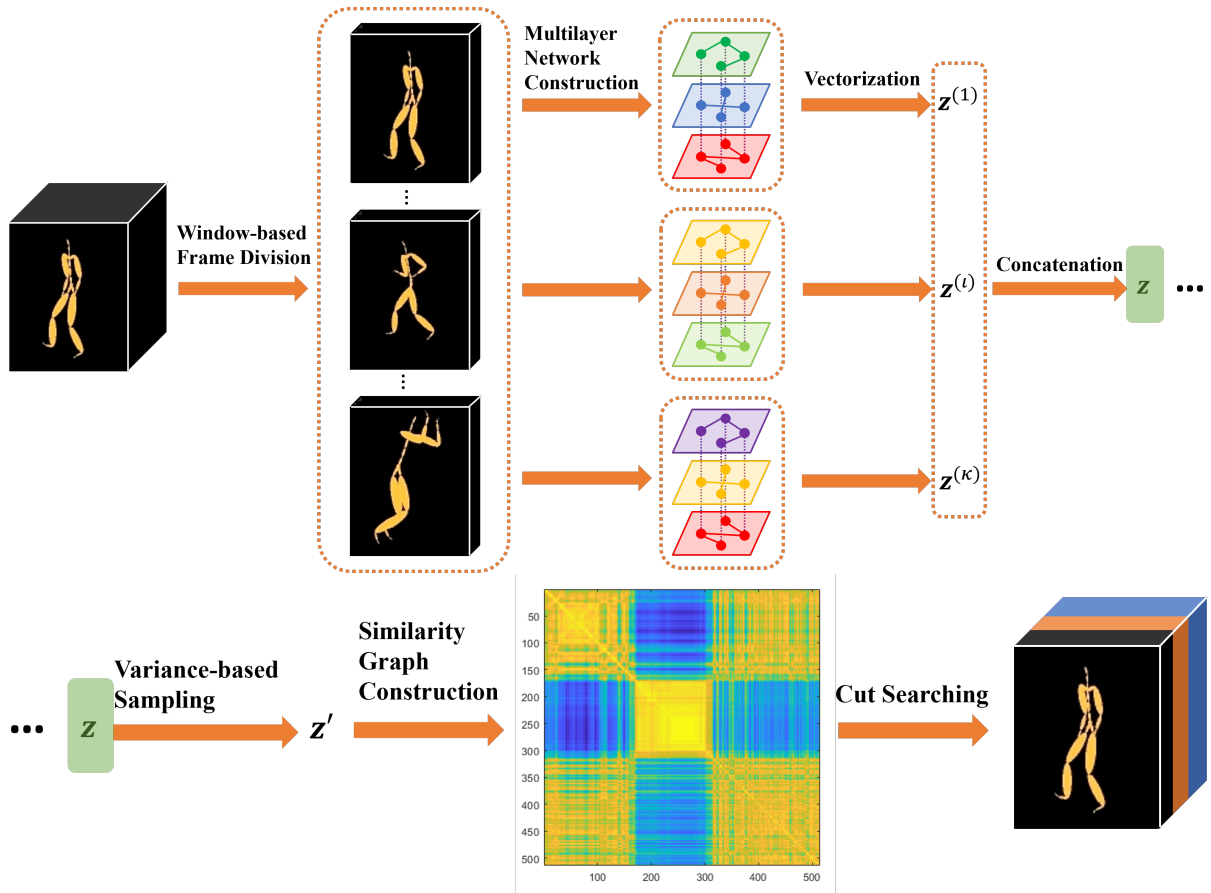 Multilayer
Network
Construction
Vectorization
z⁽¹⁾
⋮
Window-based
Frame Division
Concatenation
z⁽ᶥ⁾
z
...
⋮
z⁽ᵏ⁾
Variance-based
Sampling
Similarity
Graph
Construction
Cut Searching
...
z
z′
50
100
150
200
250
300
350
400
450
500
100
200
300
400
500